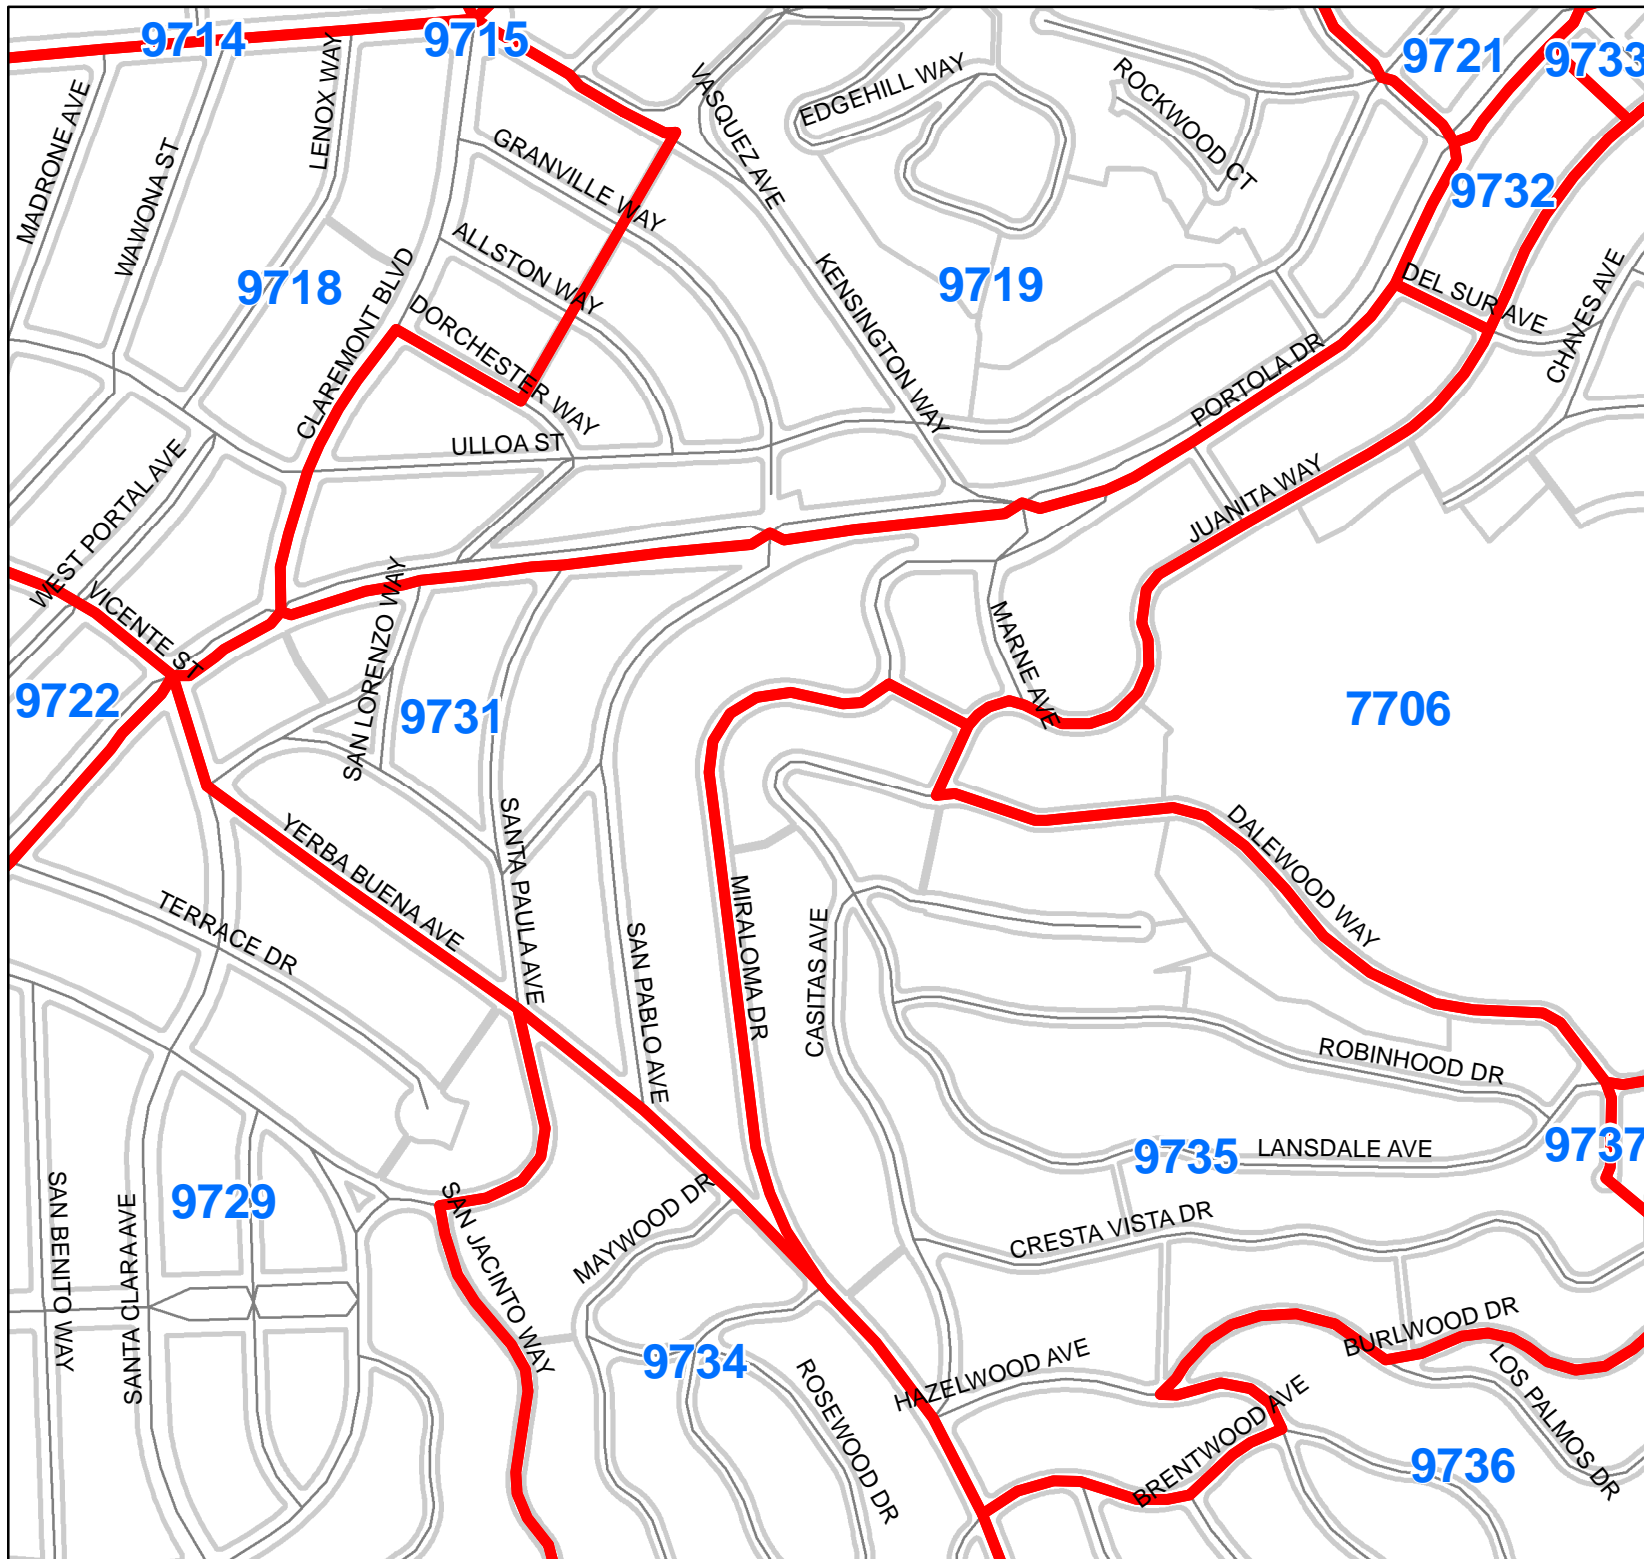 9714
9715
9721
9733
MADRONE AVE
WAWONA ST
LENOX WAY
GRANVILLE WAY
VASQUEZ AVE
EDGEHILL WAY
ROCKWOOD CT
9732
ALLSTON WAY
9718
CLAREMONT BLVD
DORCHESTER WAY
KENSINGTON WAY
9719
DEL SUR AVE
CHAVES AVE
PORTOLA DR
ULLOA ST
WEST PORTAL AVE
JUANITA WAY
VICENTE ST
SAN LORENZO WAY
MARNE AVE
9722
9731
7706
SANTA PAULA AVE
YERBA BUENA AVE
DALEWOOD WAY
TERRACE DR
SAN PABLO AVE
MIRALOMA DR
CASITAS AVE
ROBINHOOD DR
9735
LANSDALE AVE
9737
SAN BENITO WAY
SANTA CLARA AVE
9729
SAN JACINTO WAY
MAYWOOD DR
CRESTA VISTA DR
9734
ROSEWOOD DR
HAZELWOOD AVE
BURLWOOD DR
BRENTWOOD AVE
LOS PALMOS DR
9736